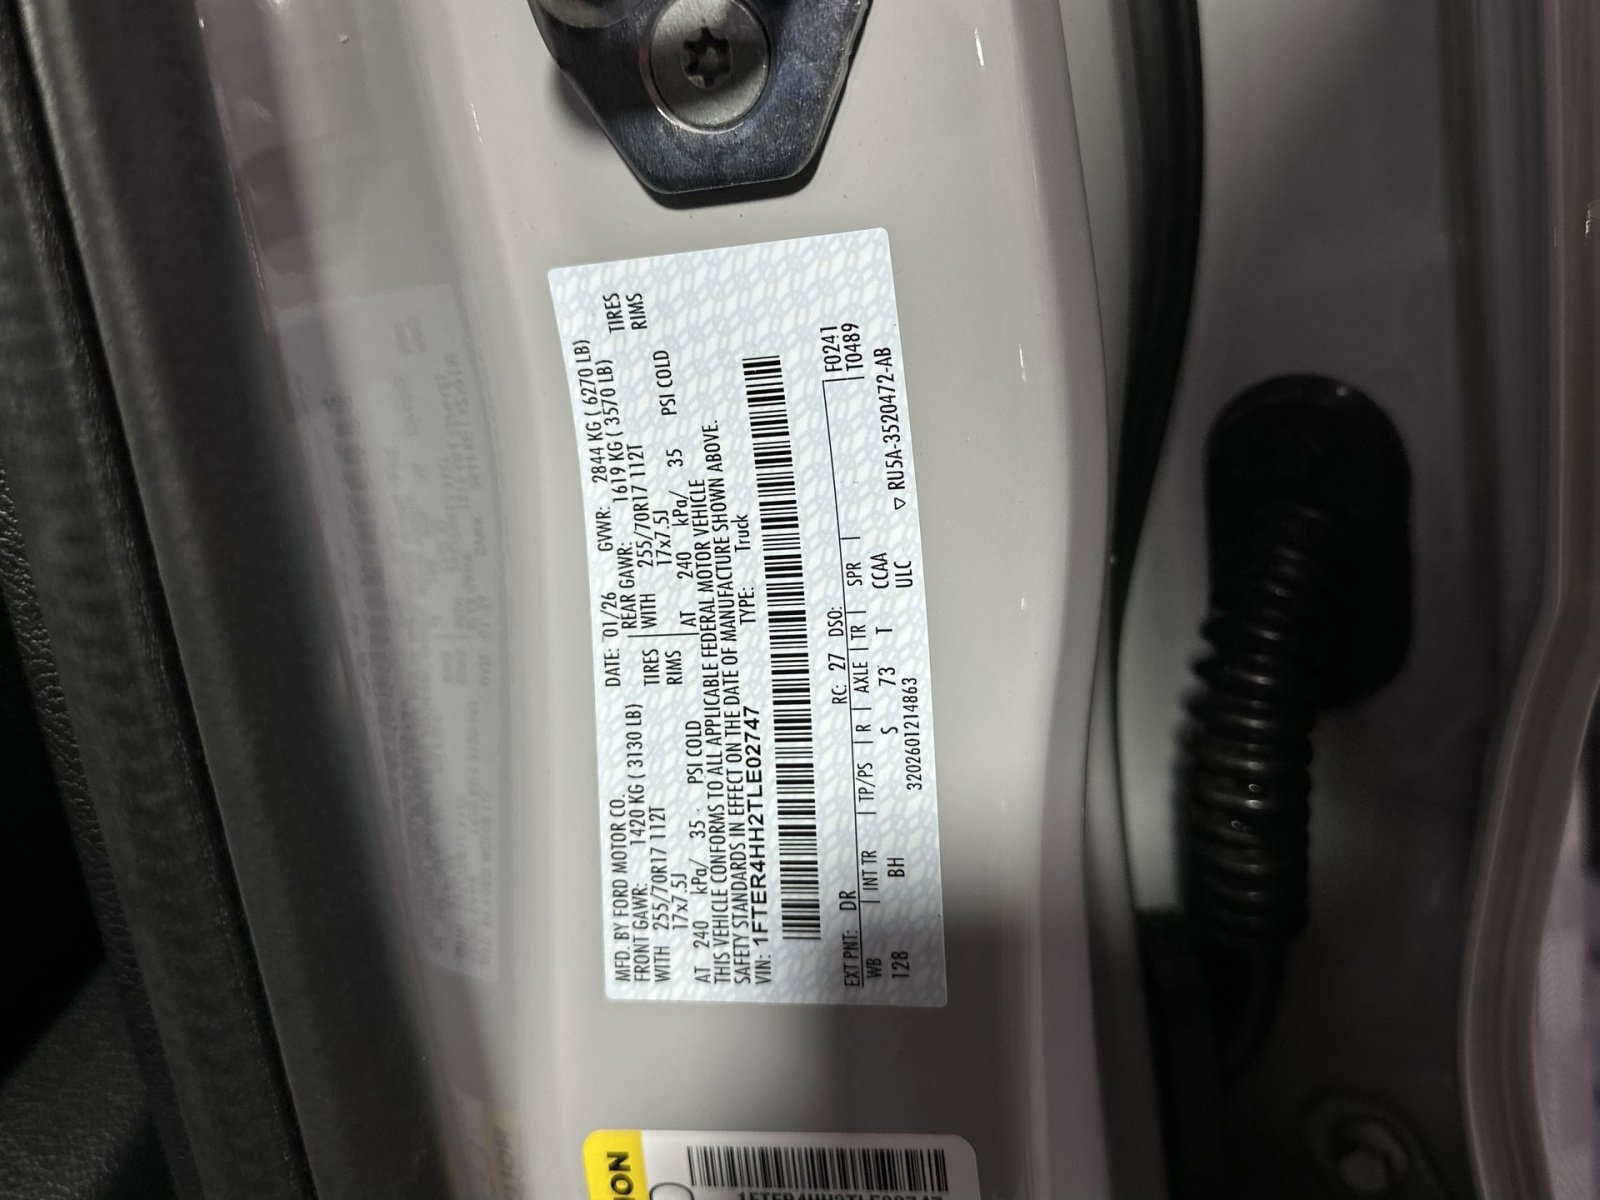 MFD. BY FORD MOTOR CO.
DATE: 01/26 GVWR: 2844 KG ( 6270 LB)
FRONT GAWR: 1420 KG ( 3130 LB)
REAR GAWR: 1619 KG ( 3570 LB)
WITH 255/70R17 112T TIRES
WITH 255/70R17 112T TIRES
17x7.5J RIMS
17x7.5J RIMS
AT 240 kPa/ 35 PSI COLD
AT 240 kPa/ 35 PSI COLD
THIS VEHICLE CONFORMS TO ALL APPLICABLE FEDERAL MOTOR VEHICLE
SAFETY STANDARDS IN EFFECT ON THE DATE OF MANUFACTURE SHOWN ABOVE.
VIN: 1FTER4HH2TLE02747 TYPE: Truck
F0241
T0489
EXT PNT: DR RC: 27 DSO:
WB INT TR TP/PS R AXLE TR SPR
128 BH S 73 T CCAA
ULC
3202601214863
▽ RU5A-3520472-AB
ION